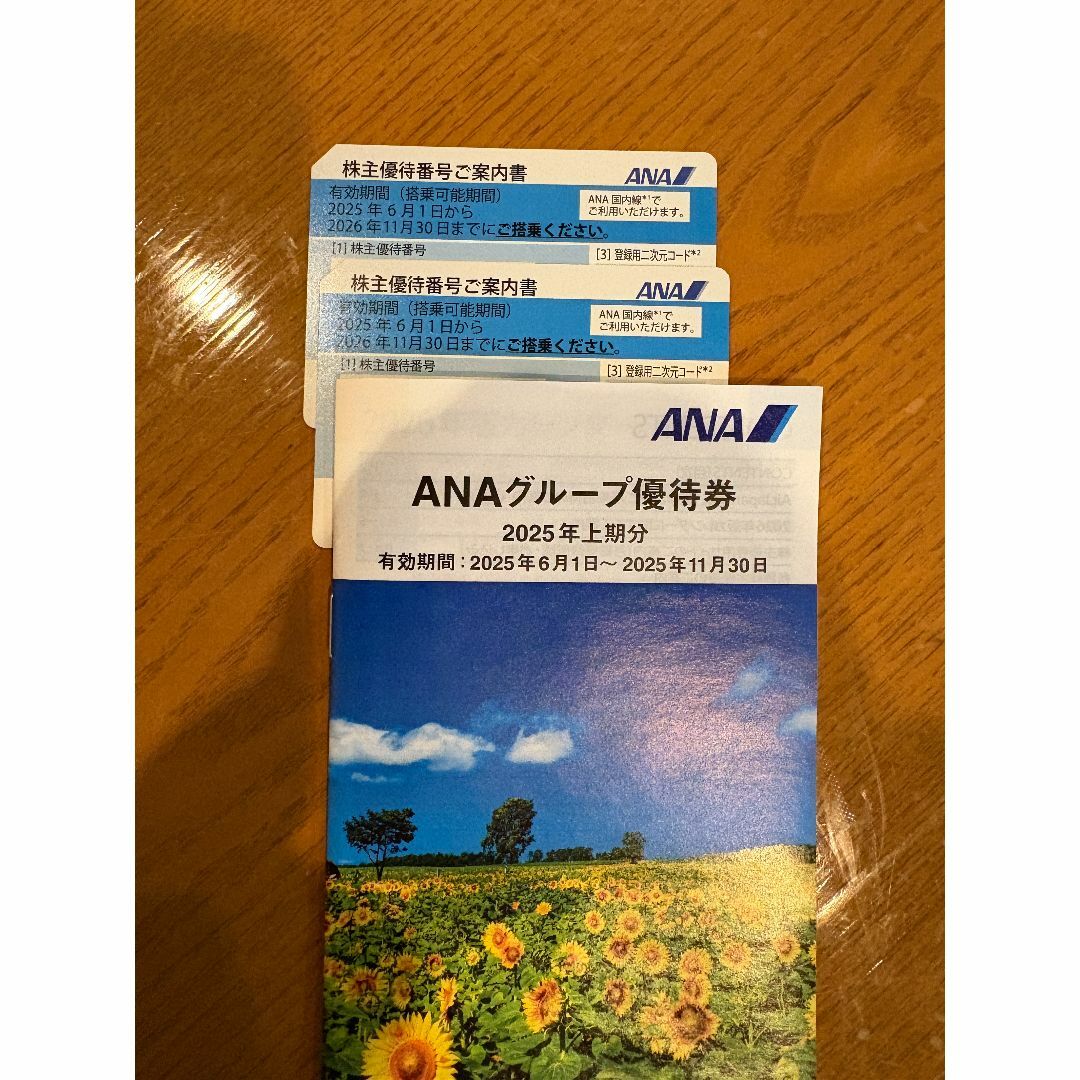 株主優待番号ご案内書
ANA
有効期間（搭乗可能期間）
2025年6月1日から
2026年11月30日までにご搭乗ください。
ANA国内線*1で
ご利用いただけます。
[1] 株主優待番号
[3] 登録用二次元コード*2
株主優待番号ご案内書
ANA
有効期間（搭乗可能期間）
2025年6月1日から
2026年11月30日までにご搭乗ください。
ANA国内線*1で
ご利用いただけます。
[1] 株主優待番号
[3] 登録用二次元コード*2
ANA
ANAグループ優待券
2025年上期分
有効期間：2025年6月1日〜2025年11月30日